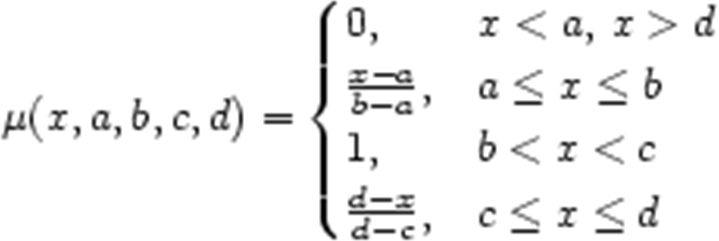 0, x < a, x > d
x−a/b−a, a ≤ x ≤ b
μ(x, a, b, c, d) =
1, b < x < c
d−x/d−c, c ≤ x ≤ d